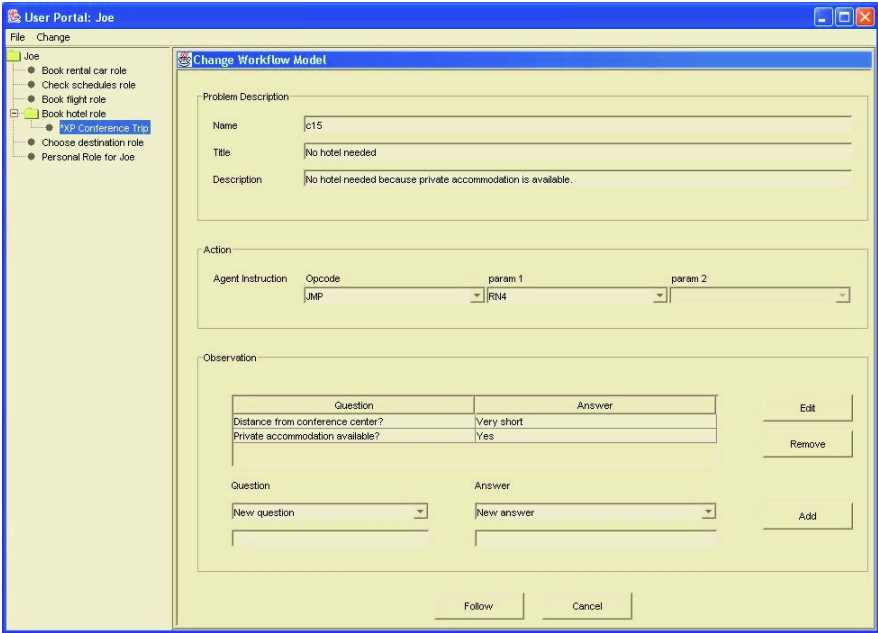 User Portal: Joe
File Change
Joe
Book rental car role
Check schedules role
Book flight role
Book hotel role
*XP Conference Trip
Choose destination role
Personal Role for Joe
Change Workflow Model
Problem Description
Name c15
Title No hotel needed
Description No hotel needed because private accommodation is available.
Action
Agent Instruction Opcode param 1 param 2
JMP RN4
Observation
Question Answer
Distance from conference center? Very short
Private accommodation available? Yes
Edit
Remove
Question Answer
New question New answer
Add
Follow Cancel